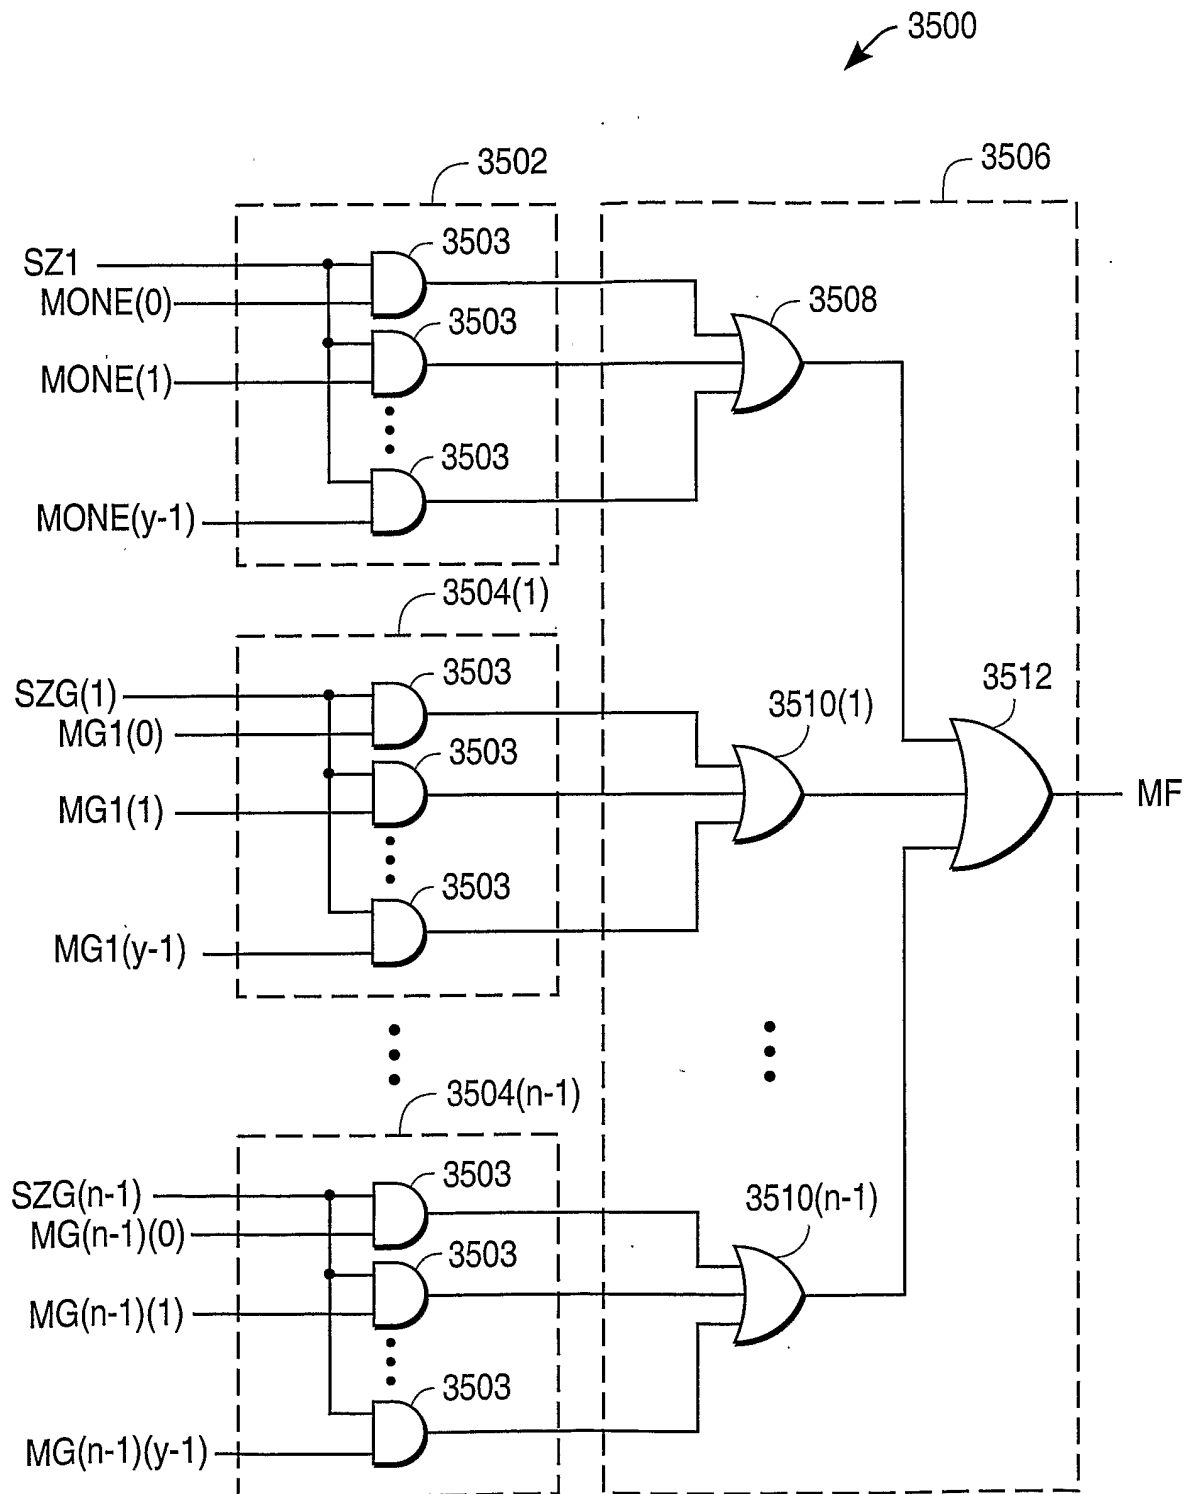 3500
3502
3506
3503
SZ1
MONE(0)
3508
3503
MONE(1)
3503
MONE(y-1)
3504(1)
3503
SZG(1)
3512
3510(1)
MG1(0)
3503
MF
MG1(1)
3503
MG1(y-1)
3504(n-1)
3503
SZG(n-1)
3510(n-1)
MG(n-1)(0)
3503
MG(n-1)(1)
3503
MG(n-1)(y-1)